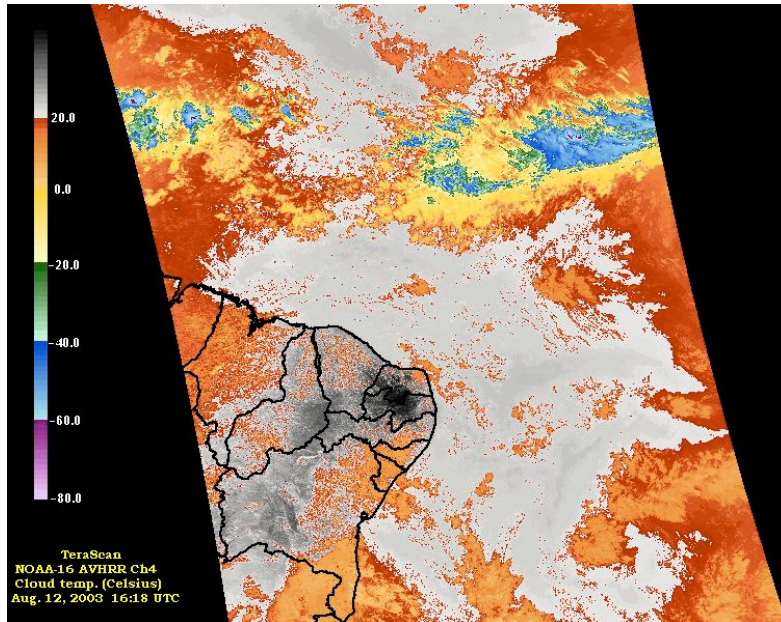 20.0
0.0
-20.0
-40.0
-60.0
-80.0
TeraScan
NOAA-16 AVHRR Ch4
Cloud temp. (Celsius)
Aug. 12, 2003 16:18 UTC